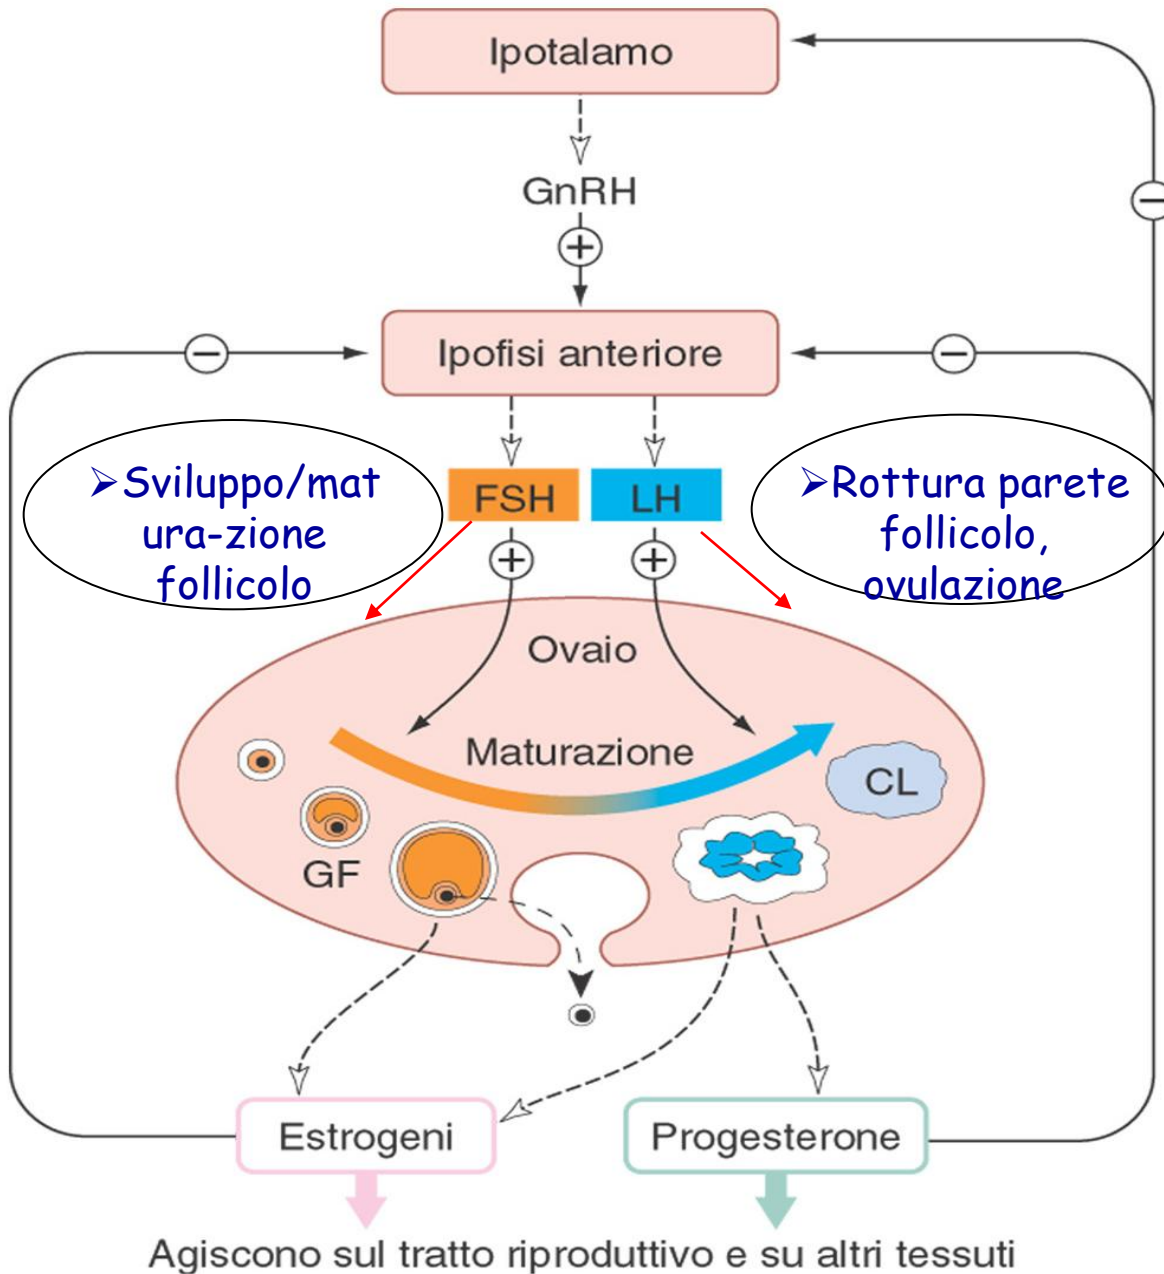 Ipotalamo
GnRH
+
−
Ipofisi anteriore
−
−
➢Sviluppo/mat
ura-zione
follicolo
FSH
LH
➢Rottura parete
follicolo,
ovulazione
+
+
Ovaio
Maturazione
CL
GF
Estrogeni
Progesterone
Agiscono sul tratto riproduttivo e su altri tessuti